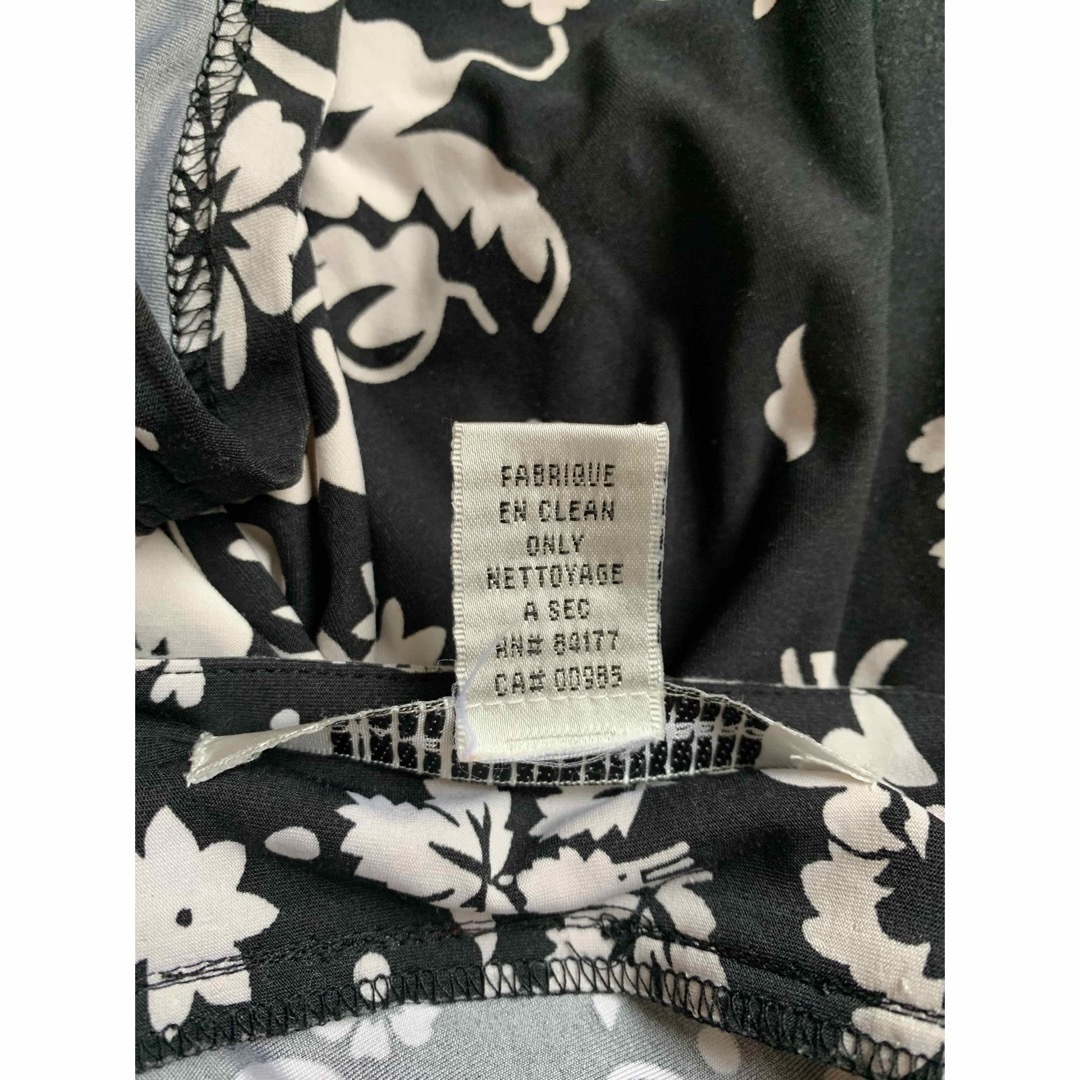 FABRIQUE
EN CLEAN
ONLY
NETTOYAGE
A SEC
RN# 84177
CA# 00985